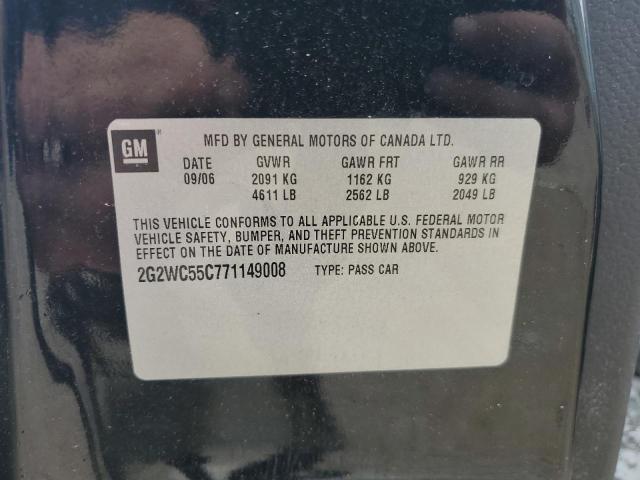 GM
MFD BY GENERAL MOTORS OF CANADA LTD.
DATE GVWR GAWR FRT GAWR RR
09/06 2091 KG 1162 KG 929 KG
4611 LB 2562 LB 2049 LB
THIS VEHICLE CONFORMS TO ALL APPLICABLE U.S. FEDERAL MOTOR
VEHICLE SAFETY, BUMPER, AND THEFT PREVENTION STANDARDS IN
EFFECT ON THE DATE OF MANUFACTURE SHOWN ABOVE.
2G2WC55C771149008 TYPE: PASS CAR